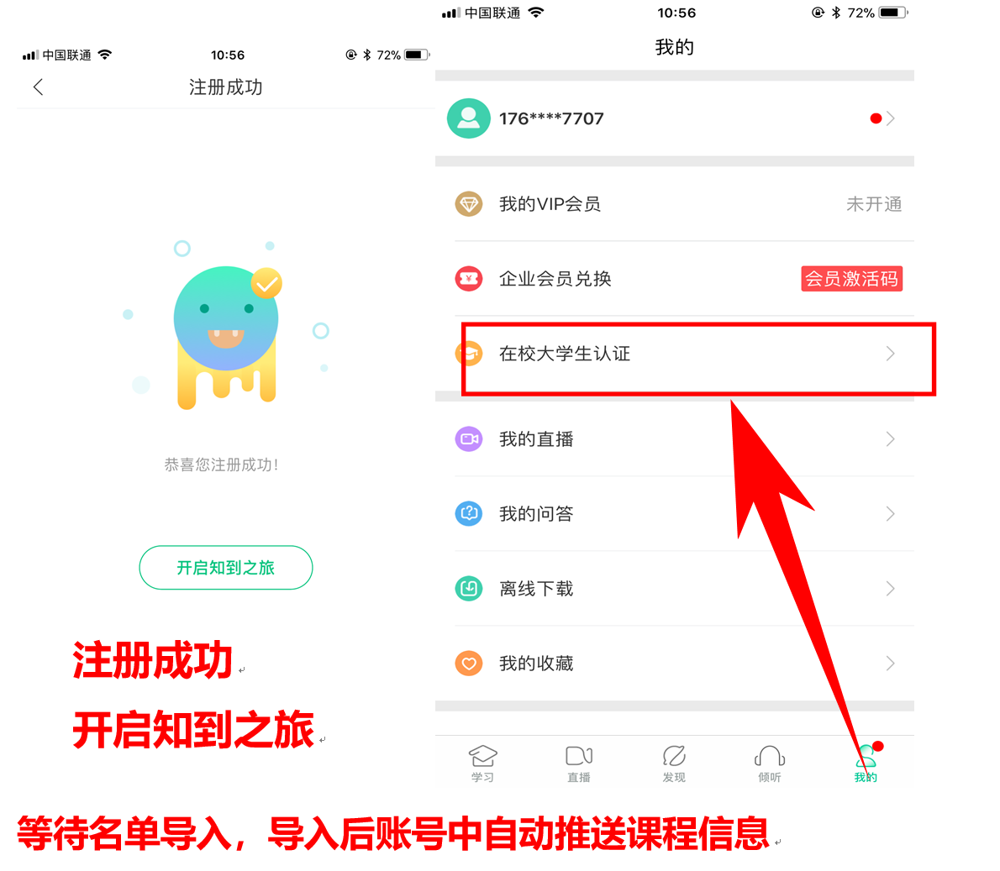 中国联通 10:56 72%
注册成功
恭喜您注册成功!
开启知到之旅
注册成功
开启知到之旅
中国联通 10:56 72%
我的
176****7707
我的VIP会员 未开通
企业会员兑换 会员激活码
在校大学生认证
我的直播
我的问答
离线下载
我的收藏
学习 直播 发现 倾听 我的
等待名单导入，导入后账号中自动推送课程信息